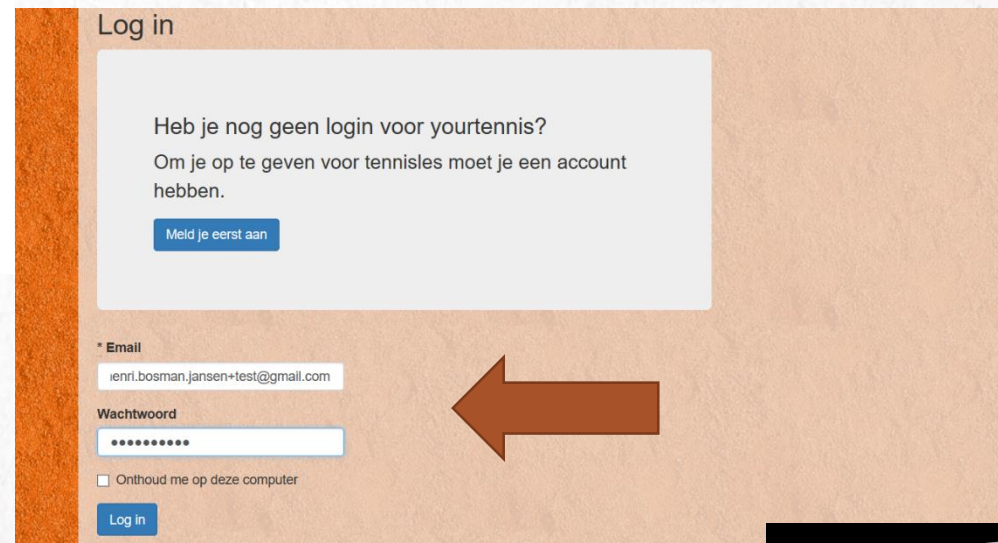 Log in
Heb je nog geen login voor yourtennis?
Om je op te geven voor tennisles moet je een account
hebben.
Meld je eerst aan
* Email
enri.bosman.jansen+test@gmail.com
Wachtwoord
••••••••••
Onthoud me op deze computer
Log in